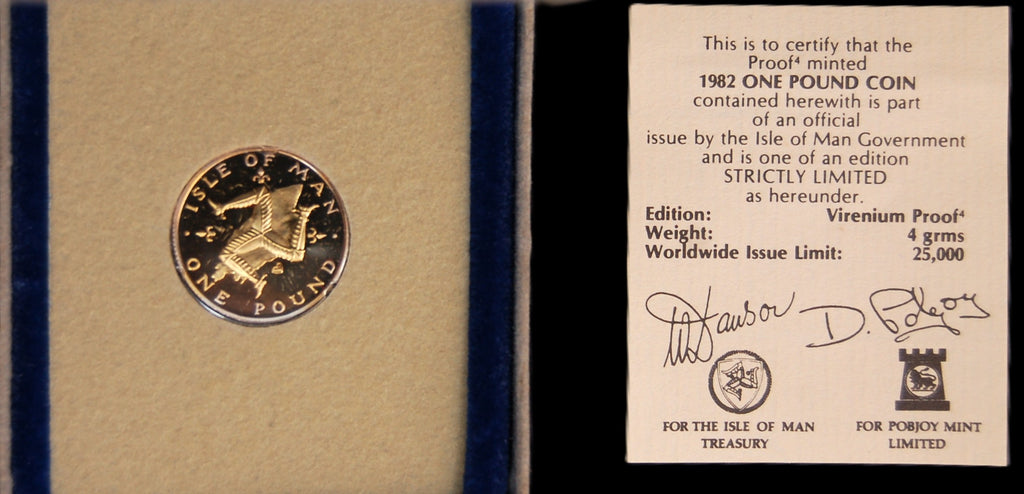 ISLE OF MAN
ONE POUND
This is to certify that the
Proof⁴ minted
1982 ONE POUND COIN
contained herewith is part
of an official
issue by the Isle of Man Government
and is one of an edition
STRICTLY LIMITED
as hereunder.
Edition: Virenium Proof⁴
Weight: 4 grms
Worldwide Issue Limit: 25,000
D. Pobjoy
FOR THE ISLE OF MAN
TREASURY
FOR POBJOY MINT
LIMITED